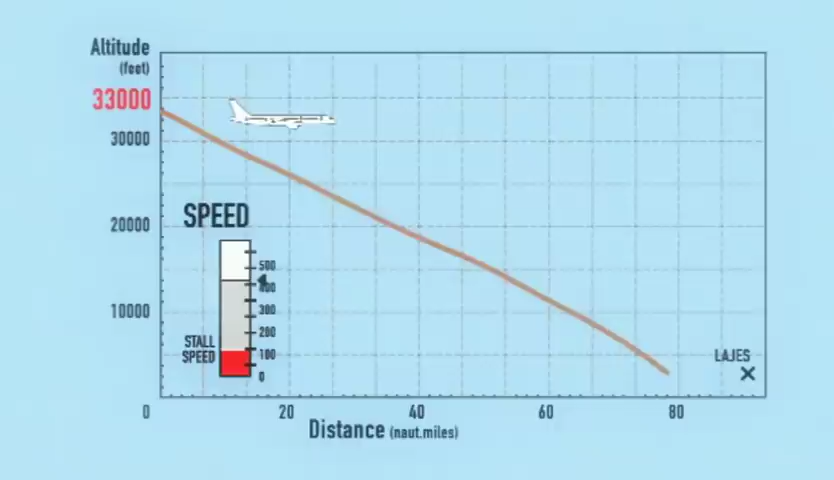 Altitude
(feet)
33000
30000
20000
10000
SPEED
500
400
300
200
100
0
STALL
SPEED
LAJES
0 20 40 60 80
Distance (naut.miles)